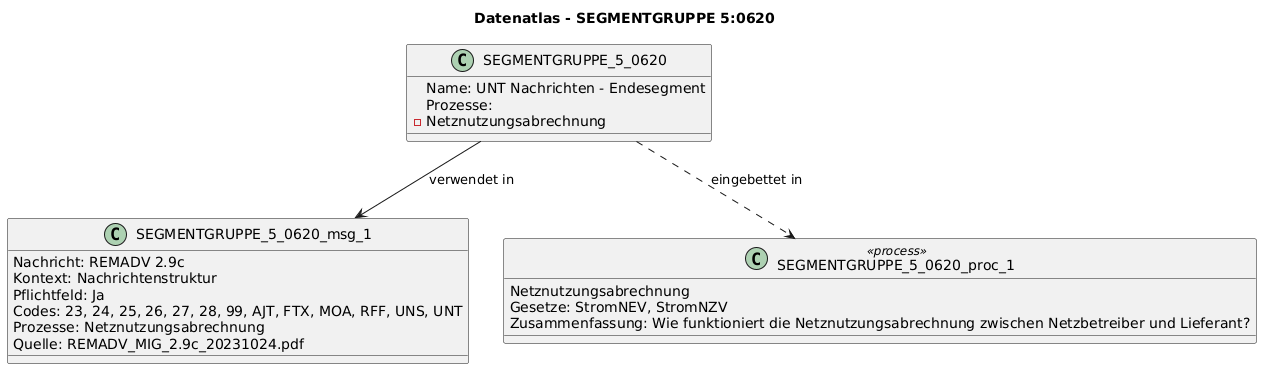 Datenatlas - SEGMENTGRUPPE 5:0620
C SEGMENTGRUPPE_5_0620
Name: UNT Nachrichten - Endesegment
Prozesse:
Netznutzungsabrechnung
verwendet in
eingebettet in
C SEGMENTGRUPPE_5_0620_msg_1
Nachricht: REMADV 2.9c
Kontext: Nachrichtenstruktur
Pflichtfeld: Ja
Codes: 23, 24, 25, 26, 27, 28, 99, AJT, FTX, MOA, RFF, UNS, UNT
Prozesse: Netznutzungsabrechnung
Quelle: REMADV_MIG_2.9c_20231024.pdf
«process»
C SEGMENTGRUPPE_5_0620_proc_1
Netznutzungsabrechnung
Gesetze: StromNEV, StromNZV
Zusammenfassung: Wie funktioniert die Netznutzungsabrechnung zwischen Netzbetreiber und Lieferant?